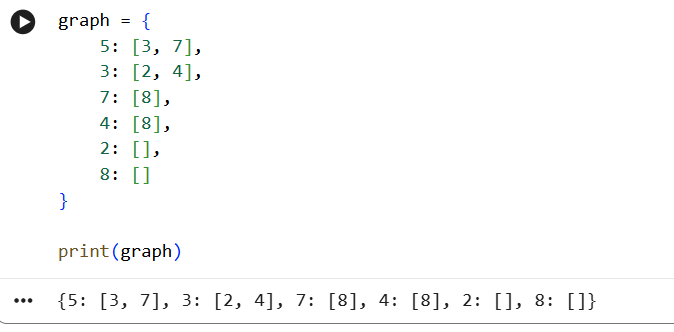 graph = {
    5: [3, 7],
    3: [2, 4],
    7: [8],
    4: [8],
    2: [],
    8: []
}
print(graph)
{5: [3, 7], 3: [2, 4], 7: [8], 4: [8], 2: [], 8: []}